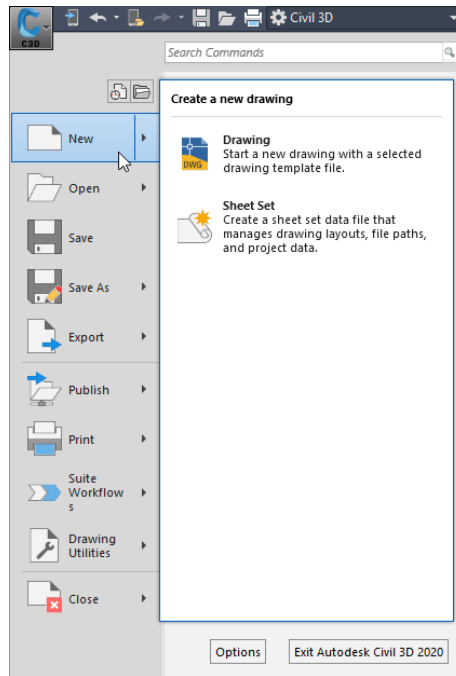 Civil 3D
C3D
Search Commands
Create a new drawing
New
Drawing
DWG
Start a new drawing with a selected
drawing template file.
Open
Sheet Set
Create a sheet set data file that
manages drawing layouts, file paths,
and project data.
Save
Save As
Export
Publish
Print
Suite
Workflow
s
Drawing
Utilities
Close
Options
Exit Autodesk Civil 3D 2020